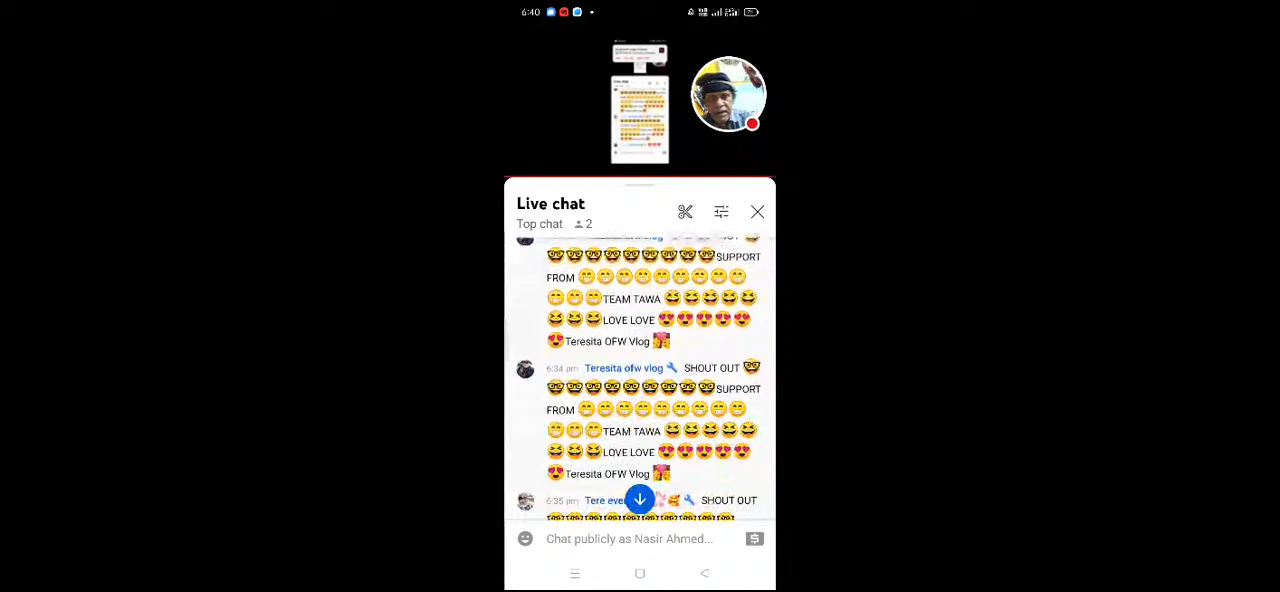 6:40
Live chat
Top chat 2
🤓🤓🤓🤓🤓🤓🤓🤓🤓SUPPORT
FROM 😁😁😁😁😁😁😁😁😁
😁😁😁TEAM TAWA 😆😆😆😆😆
😆😆😆LOVE LOVE 😍😍😍😍😍
😍Teresita OFW Vlog
6:34 pm Teresita ofw vlog 🔧 SHOUT OUT 🤓
🤓🤓🤓🤓🤓🤓🤓🤓🤓SUPPORT
FROM 😁😁😁😁😁😁😁😁😁
😁😁😁TEAM TAWA 😆😆😆😆😆
😆😆😆LOVE LOVE 😍😍😍😍😍
😍Teresita OFW Vlog
6:35 pm Tere 🥰 🔧 SHOUT OUT
Chat publicly as Nasir Ahmed...